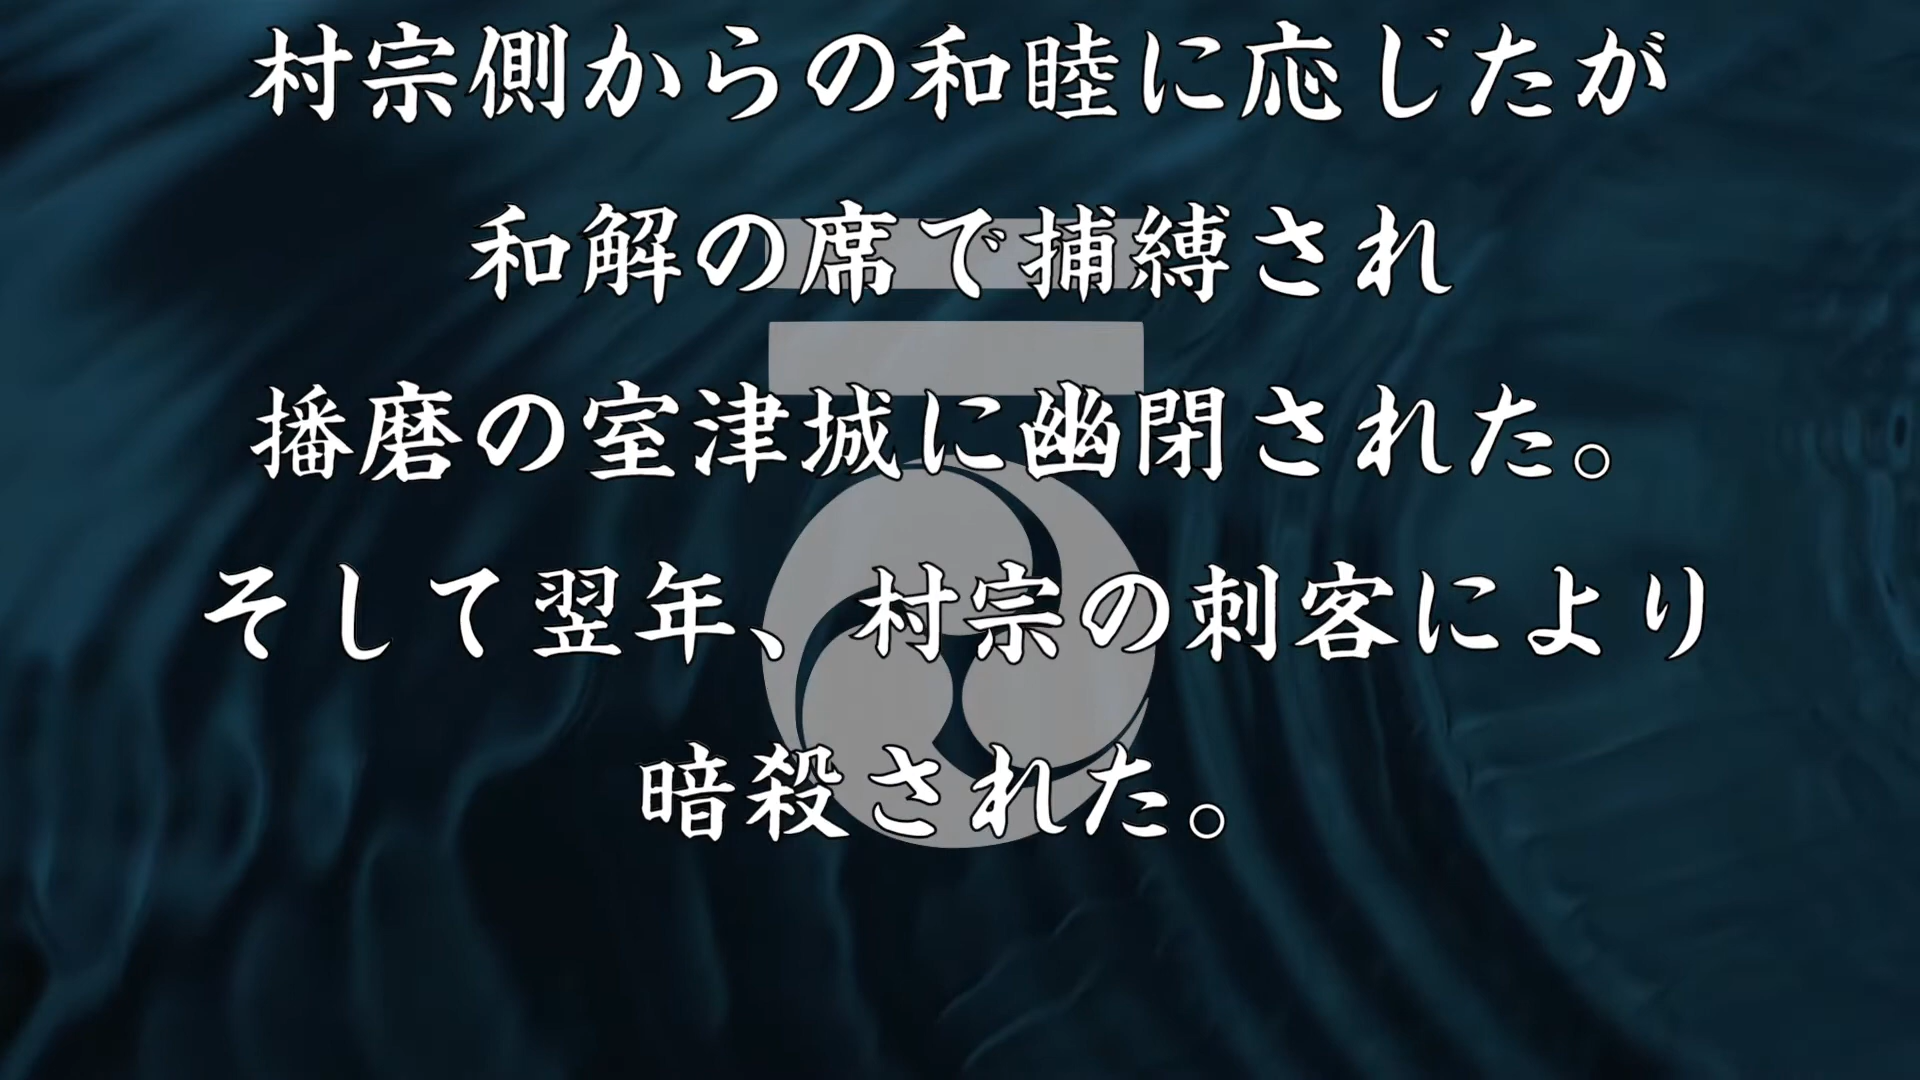 村宗側からの和睦に応じたが
和解の席で捕縛され
播磨の室津城に幽閉された。
そして翌年、村宗の刺客により
暗殺された。